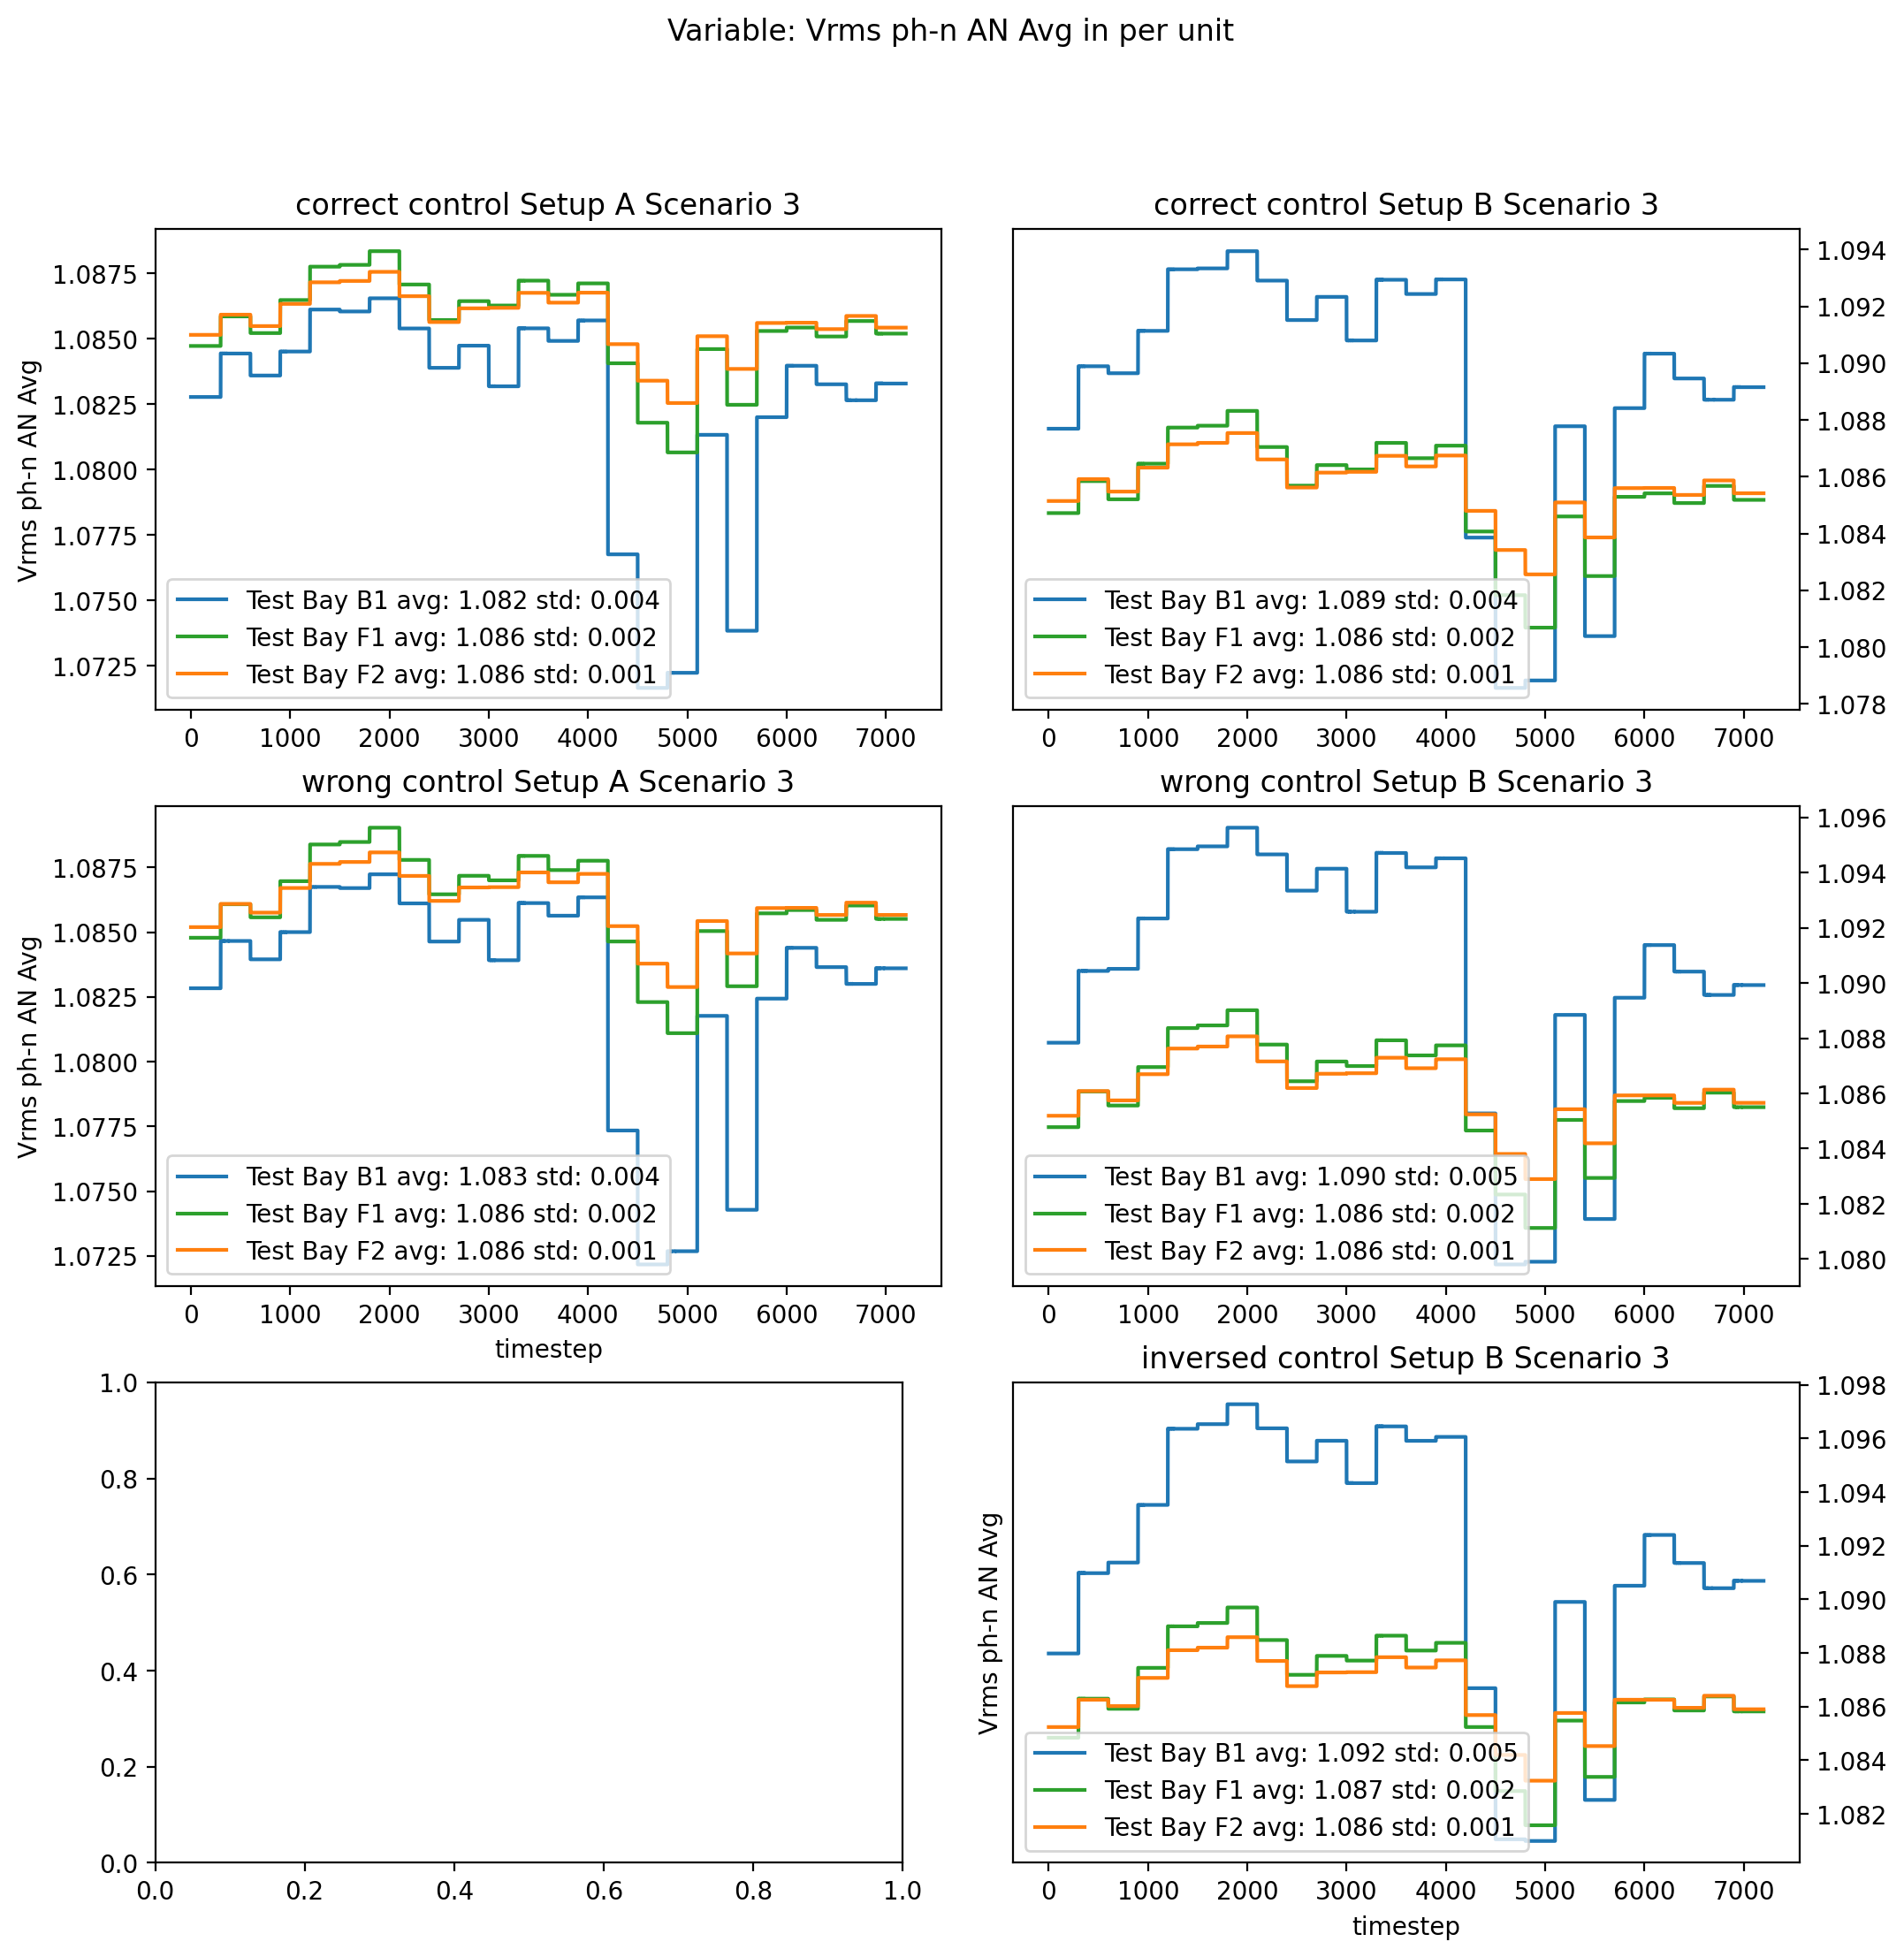 Variable: Vrms ph-n AN Avg in per unit
correct control Setup A Scenario 3
Vrms ph-n AN Avg
1.0875
1.0850
1.0825
1.0800
1.0775
1.0750
1.0725
Test Bay B1 avg: 1.082 std: 0.004
Test Bay F1 avg: 1.086 std: 0.002
Test Bay F2 avg: 1.086 std: 0.001
0 1000 2000 3000 4000 5000 6000 7000
correct control Setup B Scenario 3
1.094
1.092
1.090
1.088
1.086
1.084
1.082
1.080
1.078
Test Bay B1 avg: 1.089 std: 0.004
Test Bay F1 avg: 1.086 std: 0.002
Test Bay F2 avg: 1.086 std: 0.001
0 1000 2000 3000 4000 5000 6000 7000
wrong control Setup A Scenario 3
Vrms ph-n AN Avg
1.0875
1.0850
1.0825
1.0800
1.0775
1.0750
1.0725
Test Bay B1 avg: 1.083 std: 0.004
Test Bay F1 avg: 1.086 std: 0.002
Test Bay F2 avg: 1.086 std: 0.001
0 1000 2000 3000 4000 5000 6000 7000
timestep
wrong control Setup B Scenario 3
1.096
1.094
1.092
1.090
1.088
1.086
1.084
1.082
1.080
Test Bay B1 avg: 1.090 std: 0.005
Test Bay F1 avg: 1.086 std: 0.002
Test Bay F2 avg: 1.086 std: 0.001
0 1000 2000 3000 4000 5000 6000 7000
1.0
0.8
0.6
0.4
0.2
0.0
0.0 0.2 0.4 0.6 0.8 1.0
inversed control Setup B Scenario 3
Vrms ph-n AN Avg
1.098
1.096
1.094
1.092
1.090
1.088
1.086
1.084
1.082
Test Bay B1 avg: 1.092 std: 0.005
Test Bay F1 avg: 1.087 std: 0.002
Test Bay F2 avg: 1.086 std: 0.001
0 1000 2000 3000 4000 5000 6000 7000
timestep